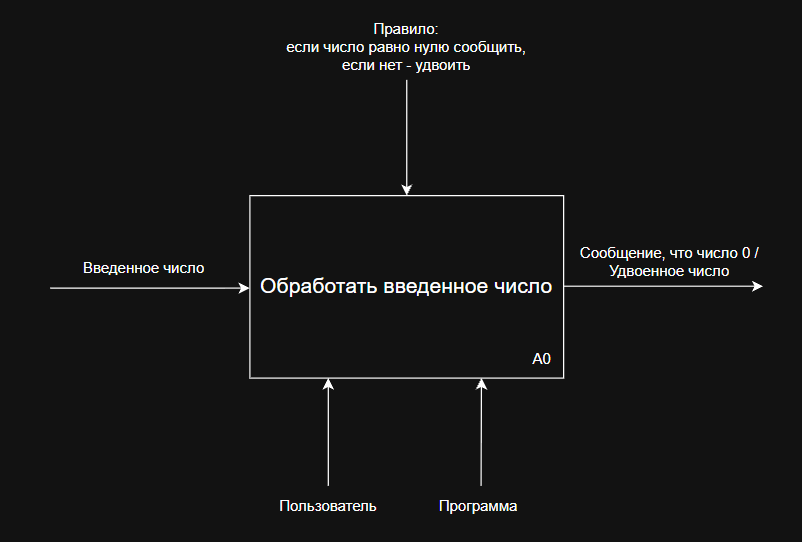 Правило:
если число равно нулю сообщить,
если нет - удвоить
Введенное число
Обработать введенное число
Сообщение, что число 0 /
Удвоенное число
A0
Пользователь
Программа